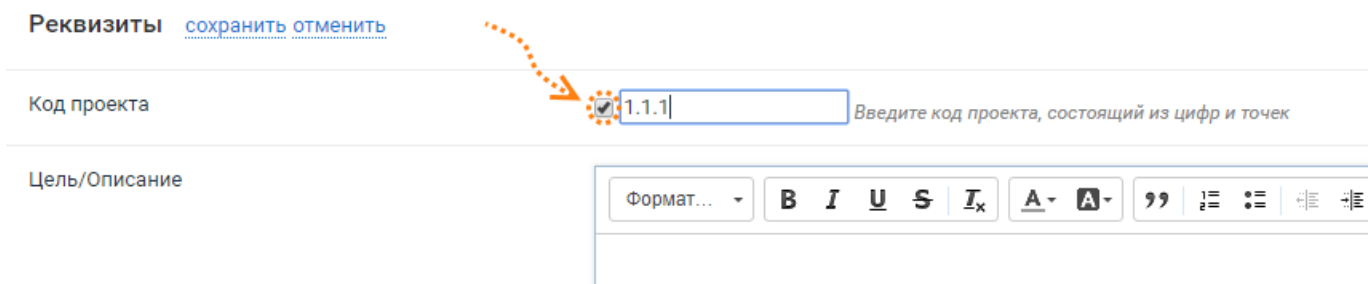 Реквизиты сохранить отменить
Код проекта 1.1.1 Введите код проекта, состоящий из цифр и точек
Цель/Описание
Формат... B I U S Tx A A